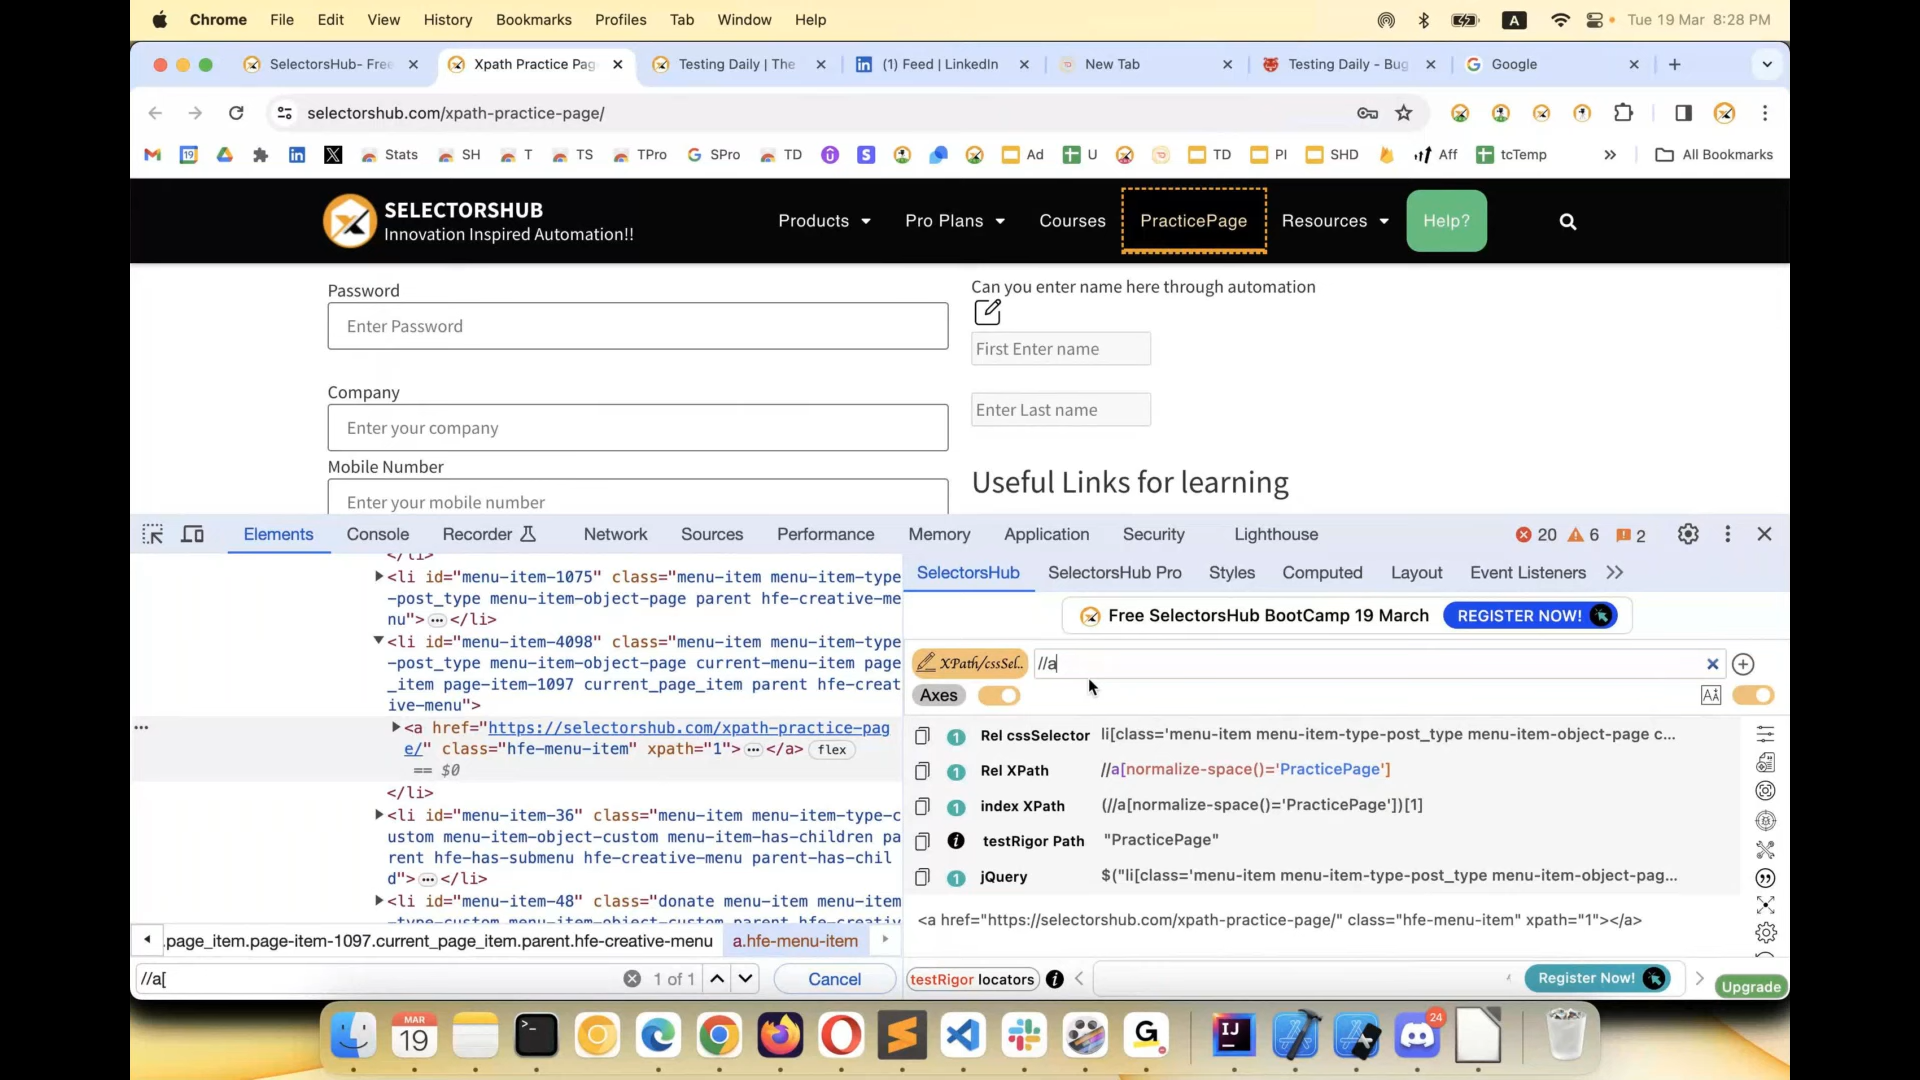 Chrome File Edit View History Bookmarks Profiles Tab Window Help
A
Tue 19 Mar 8:28 PM
SelectorsHub- Free
Xpath Practice Pag
Testing Daily | The
(1) Feed | LinkedIn
New Tab
Testing Daily - Bug
Google
selectorshub.com/xpath-practice-page/
Stats SH T TS TPro SPro TD Ad U TD PI SHD Aff tcTemp All Bookmarks
SELECTORSHUB
Innovation Inspired Automation!!
Products Pro Plans Courses PracticePage Resources Help?
Password
Enter Password
Company
Enter your company
Mobile Number
Enter your mobile number
Can you enter name here through automation
First Enter name
Enter Last name
Useful Links for learning
Elements Console Recorder Network Sources Performance Memory Application Security Lighthouse 20 6 2
</li>
<li id="menu-item-1075" class="menu-item menu-item-type
-post_type menu-item-object-page parent hfe-creative-me
nu"> … </li>
<li id="menu-item-4098" class="menu-item menu-item-type
-post_type menu-item-object-page current-menu-item page
_item page-item-1097 current_page_item parent hfe-creat
ive-menu">
<a href="https://selectorshub.com/xpath-practice-pag
e/" class="hfe-menu-item" xpath="1"> … </a> flex
== $0
</li>
<li id="menu-item-36" class="menu-item menu-item-type-c
ustom menu-item-object-custom menu-item-has-children pa
rent hfe-has-submenu hfe-creative-menu parent-has-chil
d"> … </li>
<li id="menu-item-48" class="donate menu-item menu-item
-type-custom menu-item-object-custom parent hfe-creativ
.page_item.page-item-1097.current_page_item.parent.hfe-creative-menu a.hfe-menu-item
//a[ 1 of 1 Cancel
SelectorsHub SelectorsHub Pro Styles Computed Layout Event Listeners
Free SelectorsHub BootCamp 19 March REGISTER NOW!
XPath/cssSel.. //a
Axes
1 Rel cssSelector li[class='menu-item menu-item-type-post_type menu-item-object-page c...
1 Rel XPath //a[normalize-space()='PracticePage']
1 index XPath (//a[normalize-space()='PracticePage'])[1]
i testRigor Path "PracticePage"
1 jQuery $("li[class='menu-item menu-item-type-post_type menu-item-object-pag...
<a href="https://selectorshub.com/xpath-practice-page/" class="hfe-menu-item" xpath="1"></a>
testRigor locators i Register Now! Upgrade
MAR
19
G
IJ
24